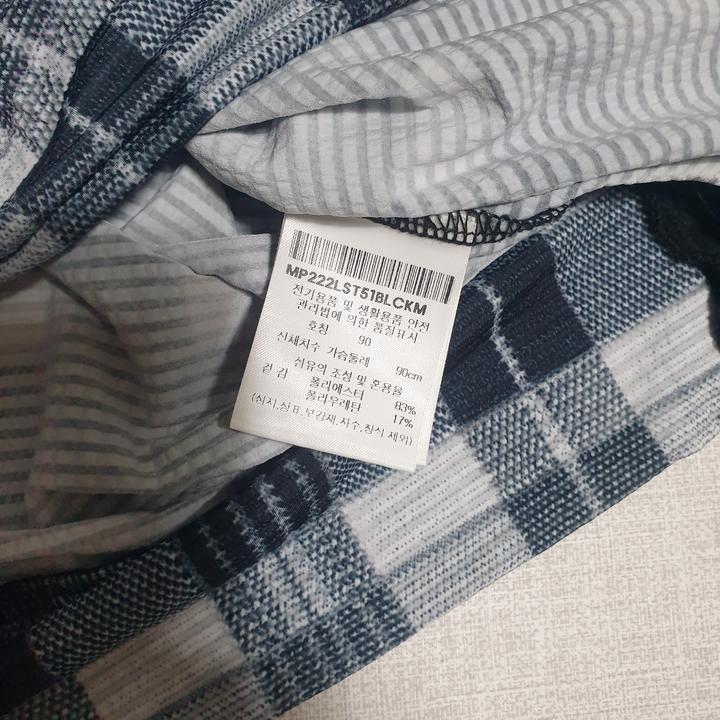 MP222LST51BLCKM
전기용품 및 생활용품 안전
관리법에 의한 품질표시
호칭 90
신체치수 가슴둘레 90cm
섬유의 조성 및 혼용율
겉감 폴리에스터 83%
폴리우레탄 17%
(심지,상표,보강재,자수,장식 제외)